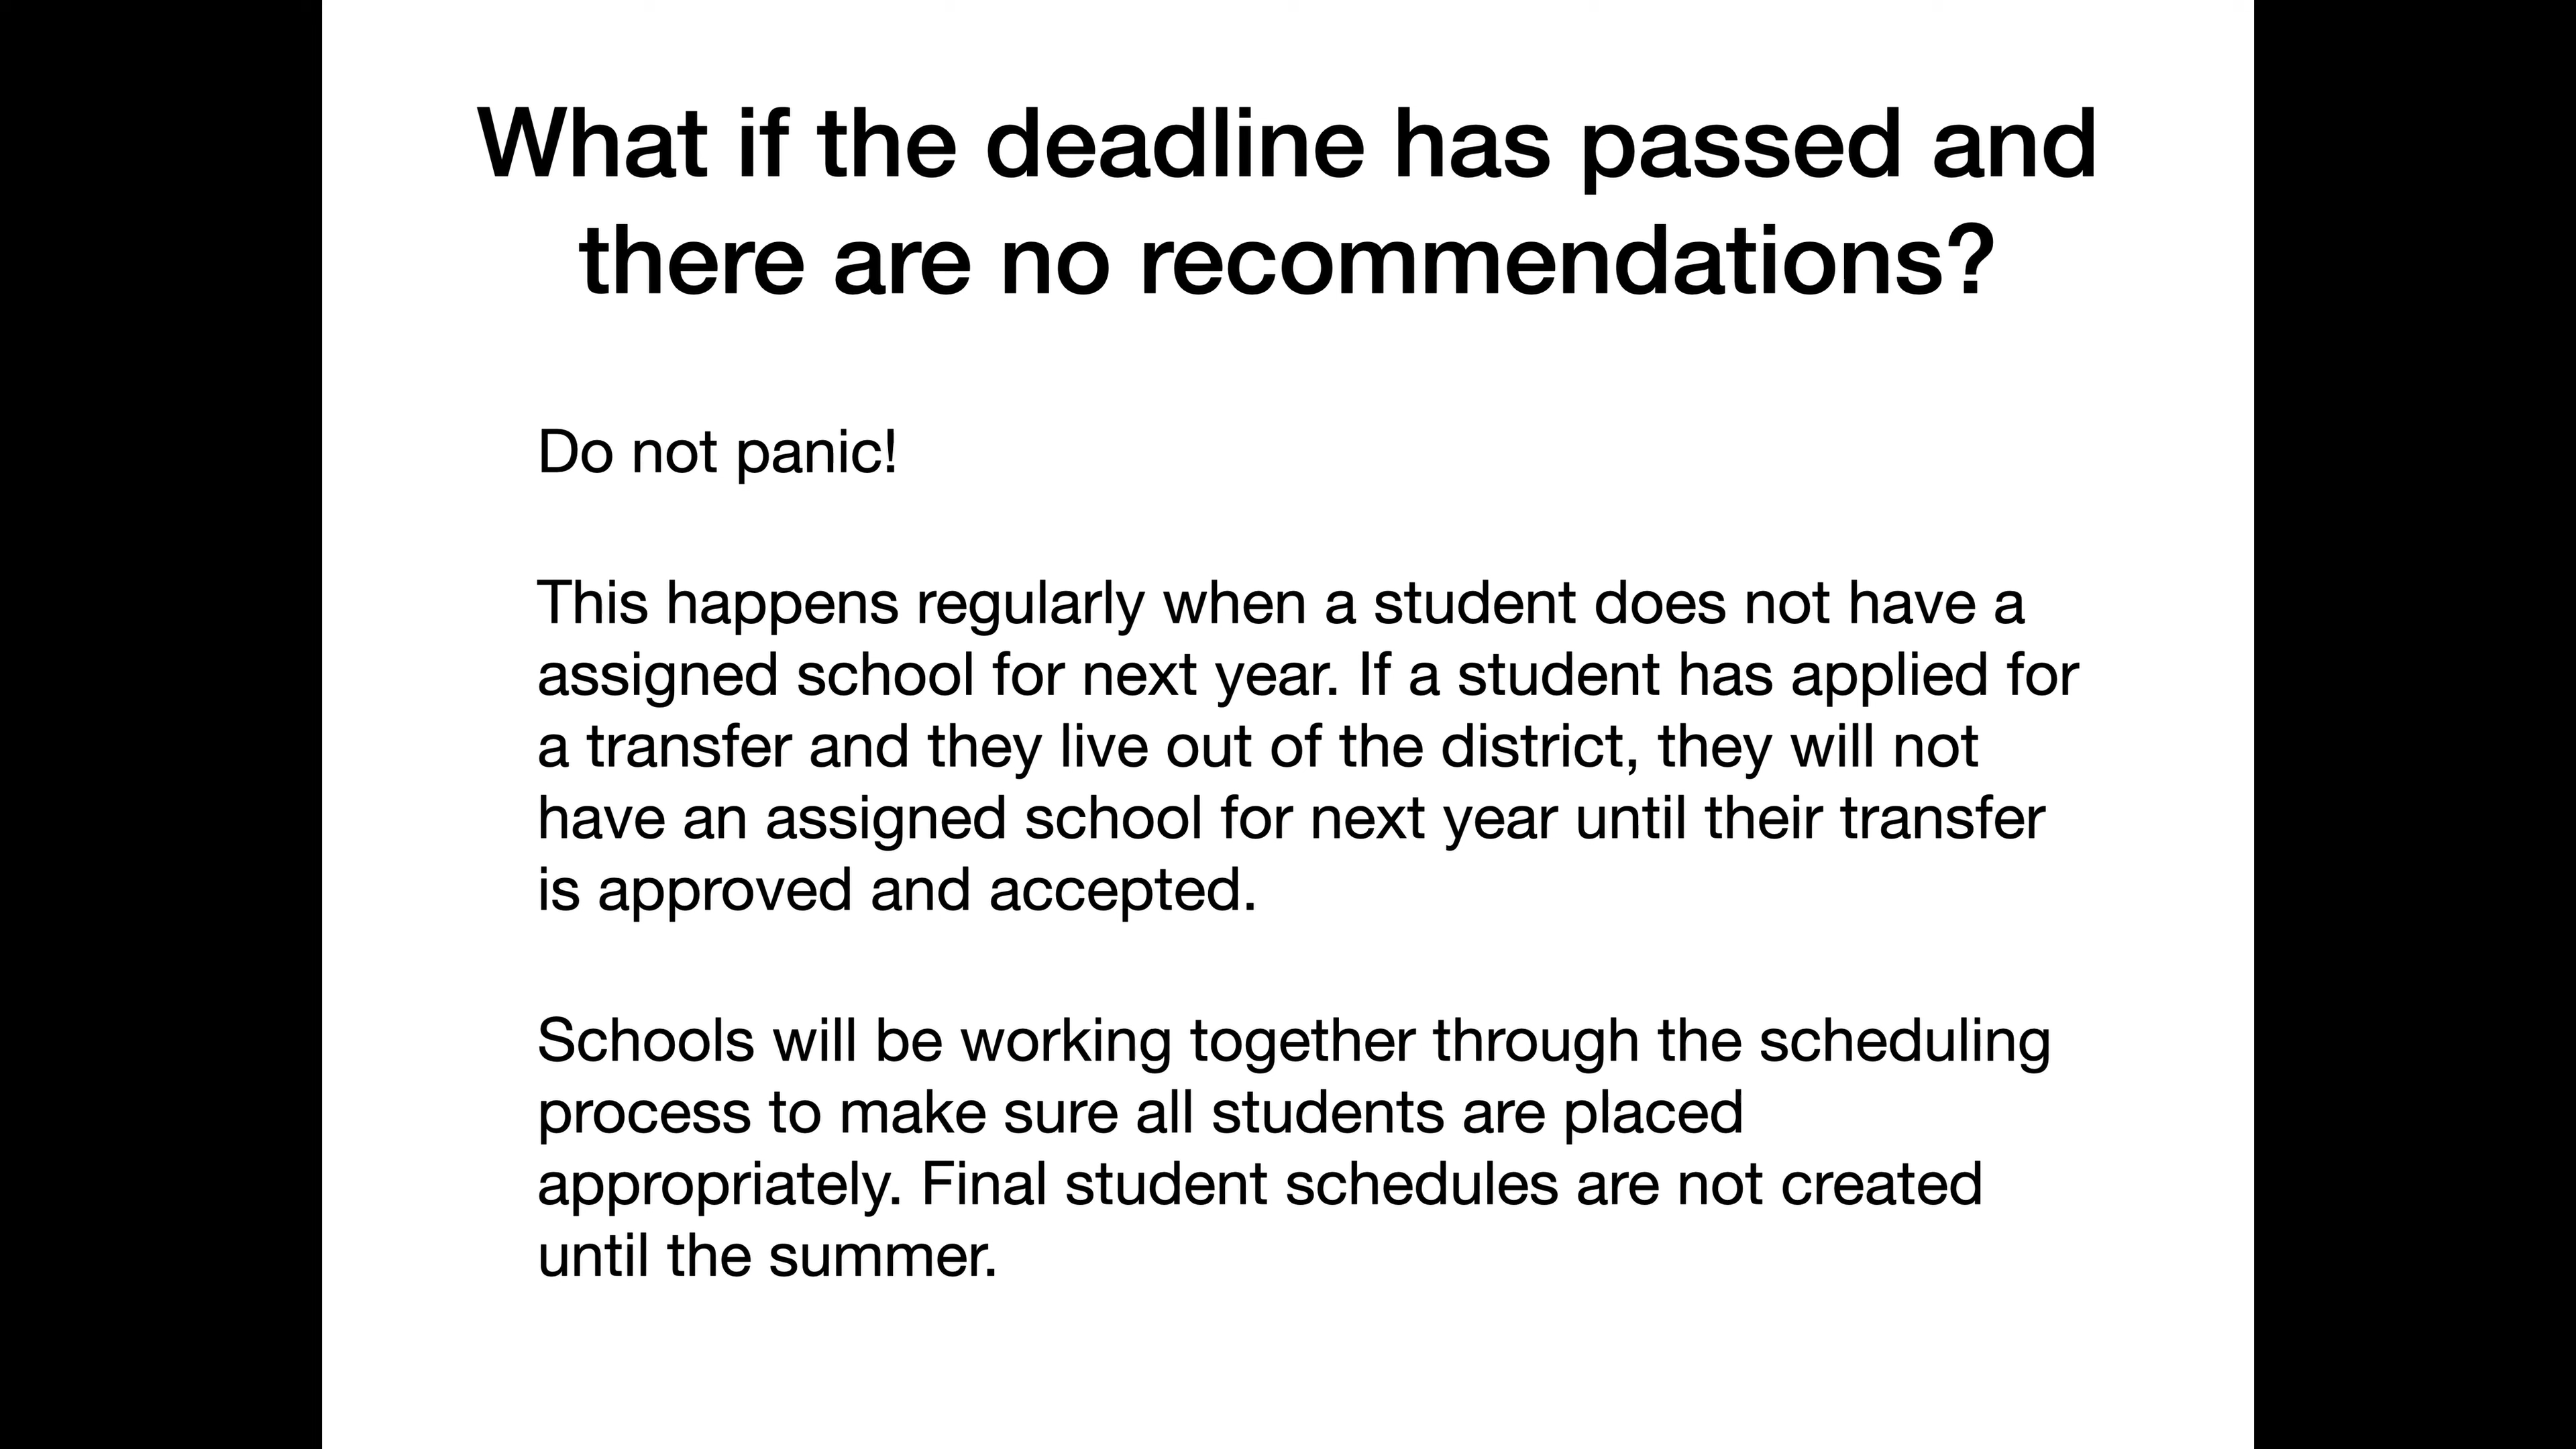 What if the deadline has passed and
there are no recommendations?
Do not panic!
This happens regularly when a student does not have a
assigned school for next year. If a student has applied for
a transfer and they live out of the district, they will not
have an assigned school for next year until their transfer
is approved and accepted.
Schools will be working together through the scheduling
process to make sure all students are placed
appropriately. Final student schedules are not created
until the summer.